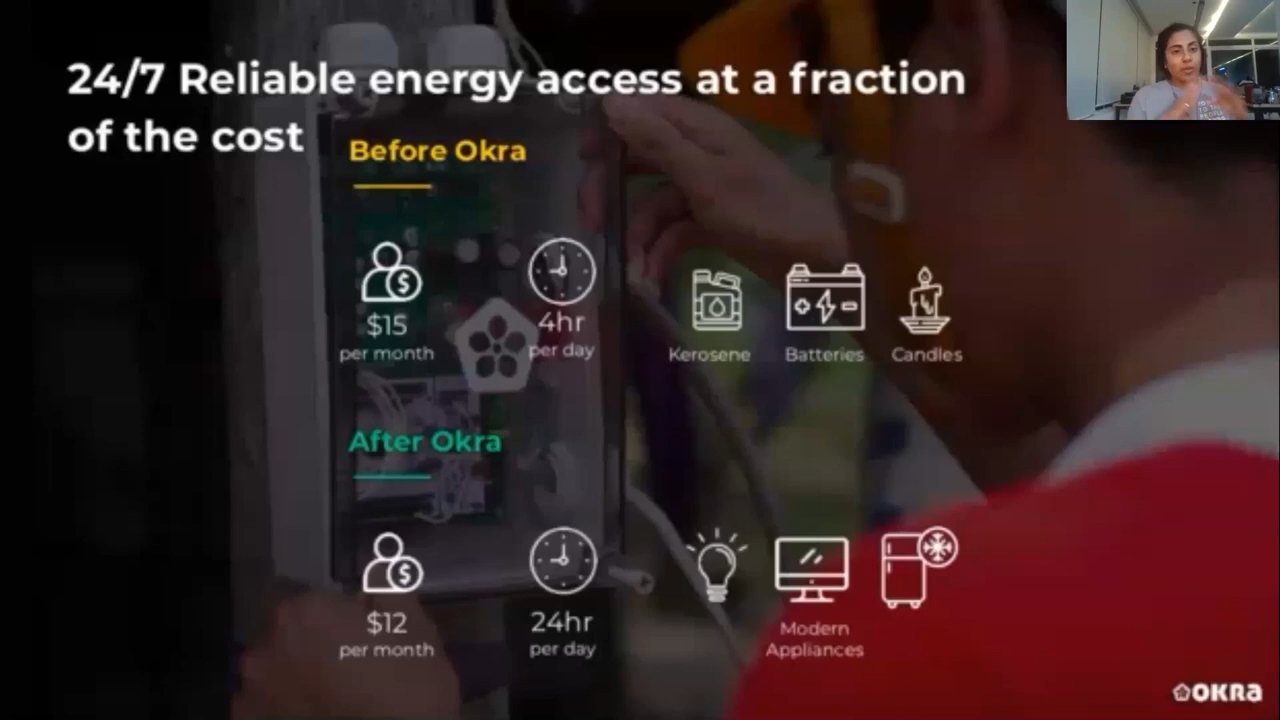 24/7 Reliable energy access at a fraction
of the cost
Before Okra
$15
per month
4hr
per day
Kerosene
Batteries
Candles
After Okra
$12
per month
24hr
per day
Modern
Appliances
OKRA